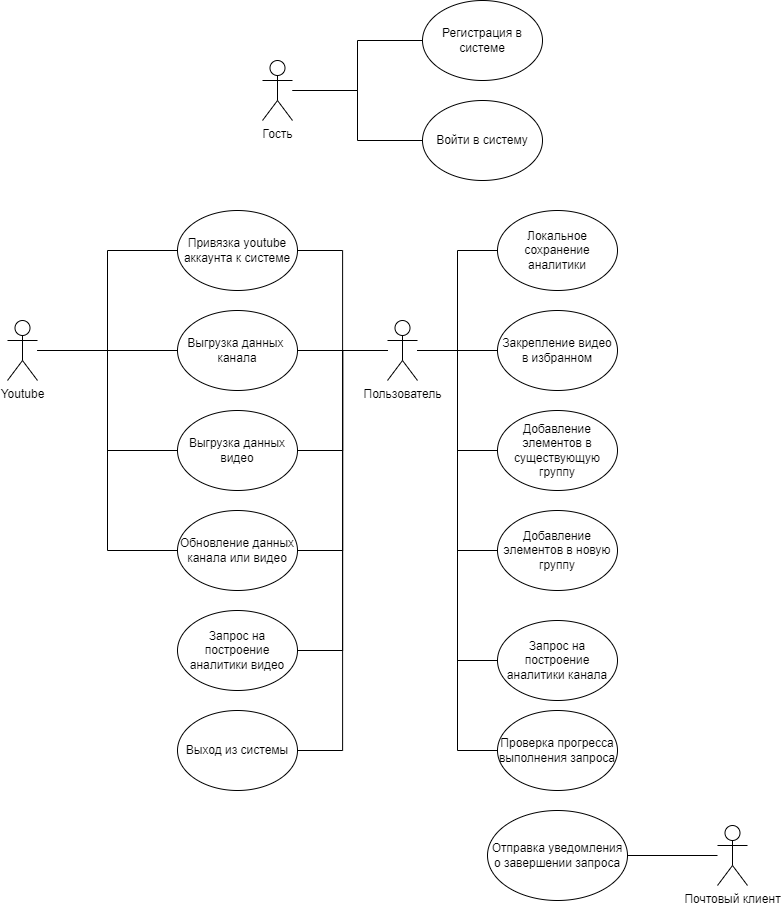 Регистрация в
системе
Гость
Войти в систему
Привязка youtube
аккаунта к системе
Локальное
сохранение
аналитики
Youtube
Выгрузка данных
канала
Пользователь
Закрепление видео
в избранном
Выгрузка данных
видео
Добавление
элементов в
существующую
группу
Обновление данных
канала или видео
Добавление
элементов в новую
группу
Запрос на
построение
аналитики видео
Запрос на
построение
аналитики канала
Выход из системы
Проверка прогресса
выполнения запроса
Отправка уведомления
о завершении запроса
Почтовый клиент